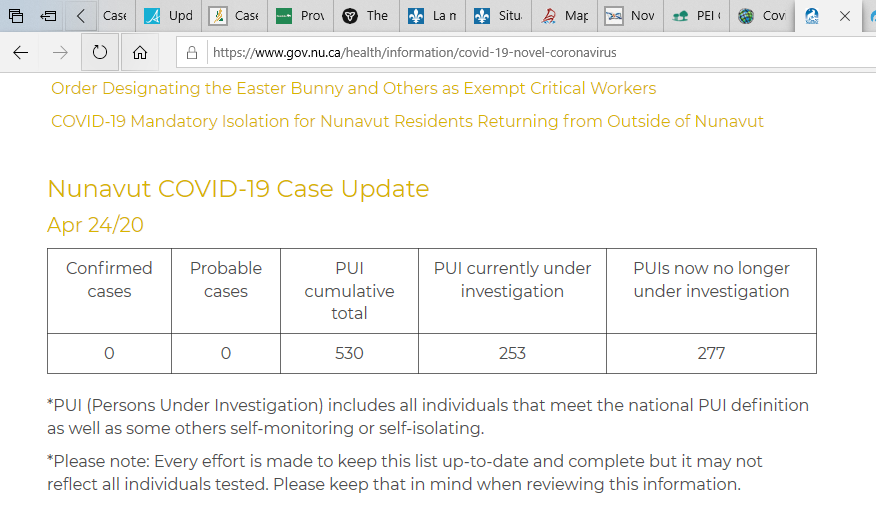 Case
Upd
Case
Prov
The
La n
Situ
Map
Nov
PEI
Cov
https://www.gov.nu.ca/health/information/covid-19-novel-coronavirus
Order Designating the Easter Bunny and Others as Exempt Critical Workers
COVID-19 Mandatory Isolation for Nunavut Residents Returning from Outside of Nunavut
Nunavut COVID-19 Case Update
Apr 24/20
Confirmed cases
Probable cases
PUI cumulative total
PUI currently under investigation
PUIs now no longer under investigation
0
0
530
253
277
*PUI (Persons Under Investigation) includes all individuals that meet the national PUI definition
as well as some others self-monitoring or self-isolating.
*Please note: Every effort is made to keep this list up-to-date and complete but it may not
reflect all individuals tested. Please keep that in mind when reviewing this information.